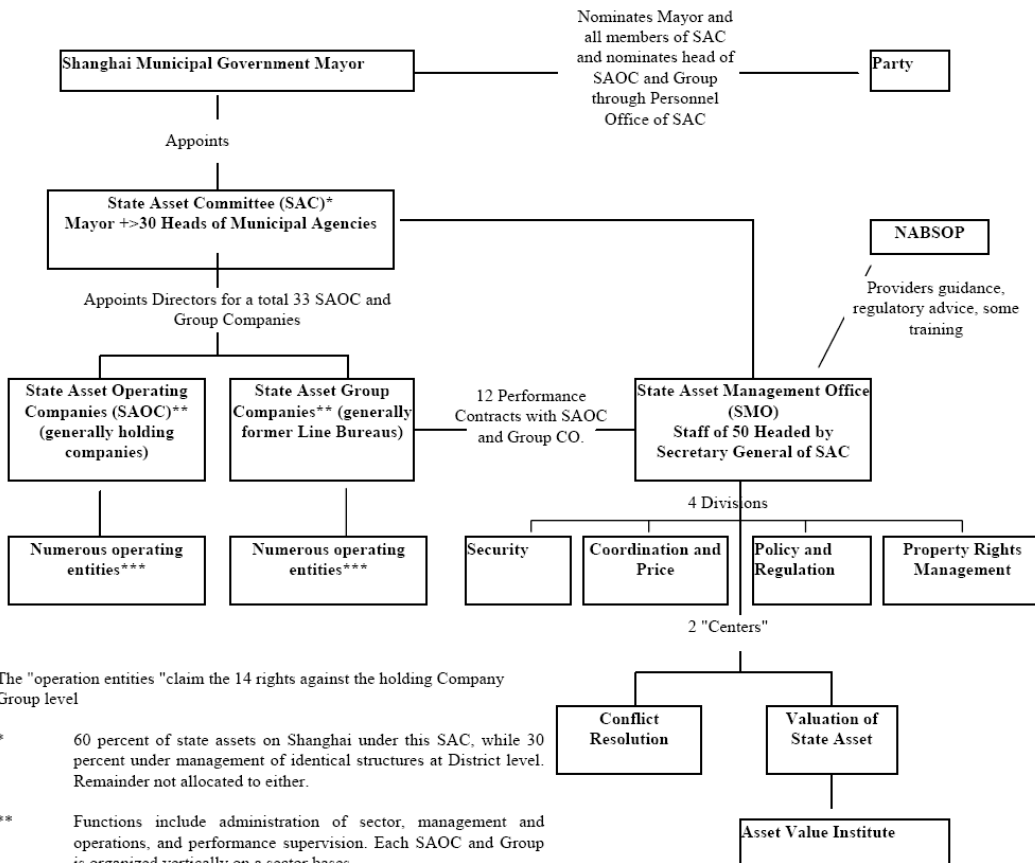 Nominates Mayor and
all members of SAC
and nominates head of
SAOC and Group
through Personnel
Office of SAC
Shanghai Municipal Government Mayor
Party
Appoints
State Asset Committee (SAC)*
Mayor +>30 Heads of Municipal Agencies
NABSOP
Appoints Directors for a total 33 SAOC and
Group Companies
Providers guidance,
regulatory advice, some
training
State Asset Operating
Companies (SAOC)**
(generally holding
companies)
State Asset Group
Companies** (generally
former Line Bureaus)
12 Performance
Contracts with SAOC
and Group CO.
State Asset Management Office
(SMO)
Staff of 50 Headed by
Secretary General of SAC
4 Divisions
Numerous operating
entities***
Numerous operating
entities***
Security
Coordination and
Price
Policy and
Regulation
Property Rights
Management
2 "Centers"
The "operation entities "claim the 14 rights against the holding Company
Group level
Conflict
Resolution
Valuation of
State Asset
* 60 percent of state assets on Shanghai under this SAC, while 30
percent under management of identical structures at District level.
Remainder not allocated to either.
** Functions include administration of sector, management and
operations, and performance supervision. Each SAOC and Group
is organized vertically on a sector bases
Asset Value Institute